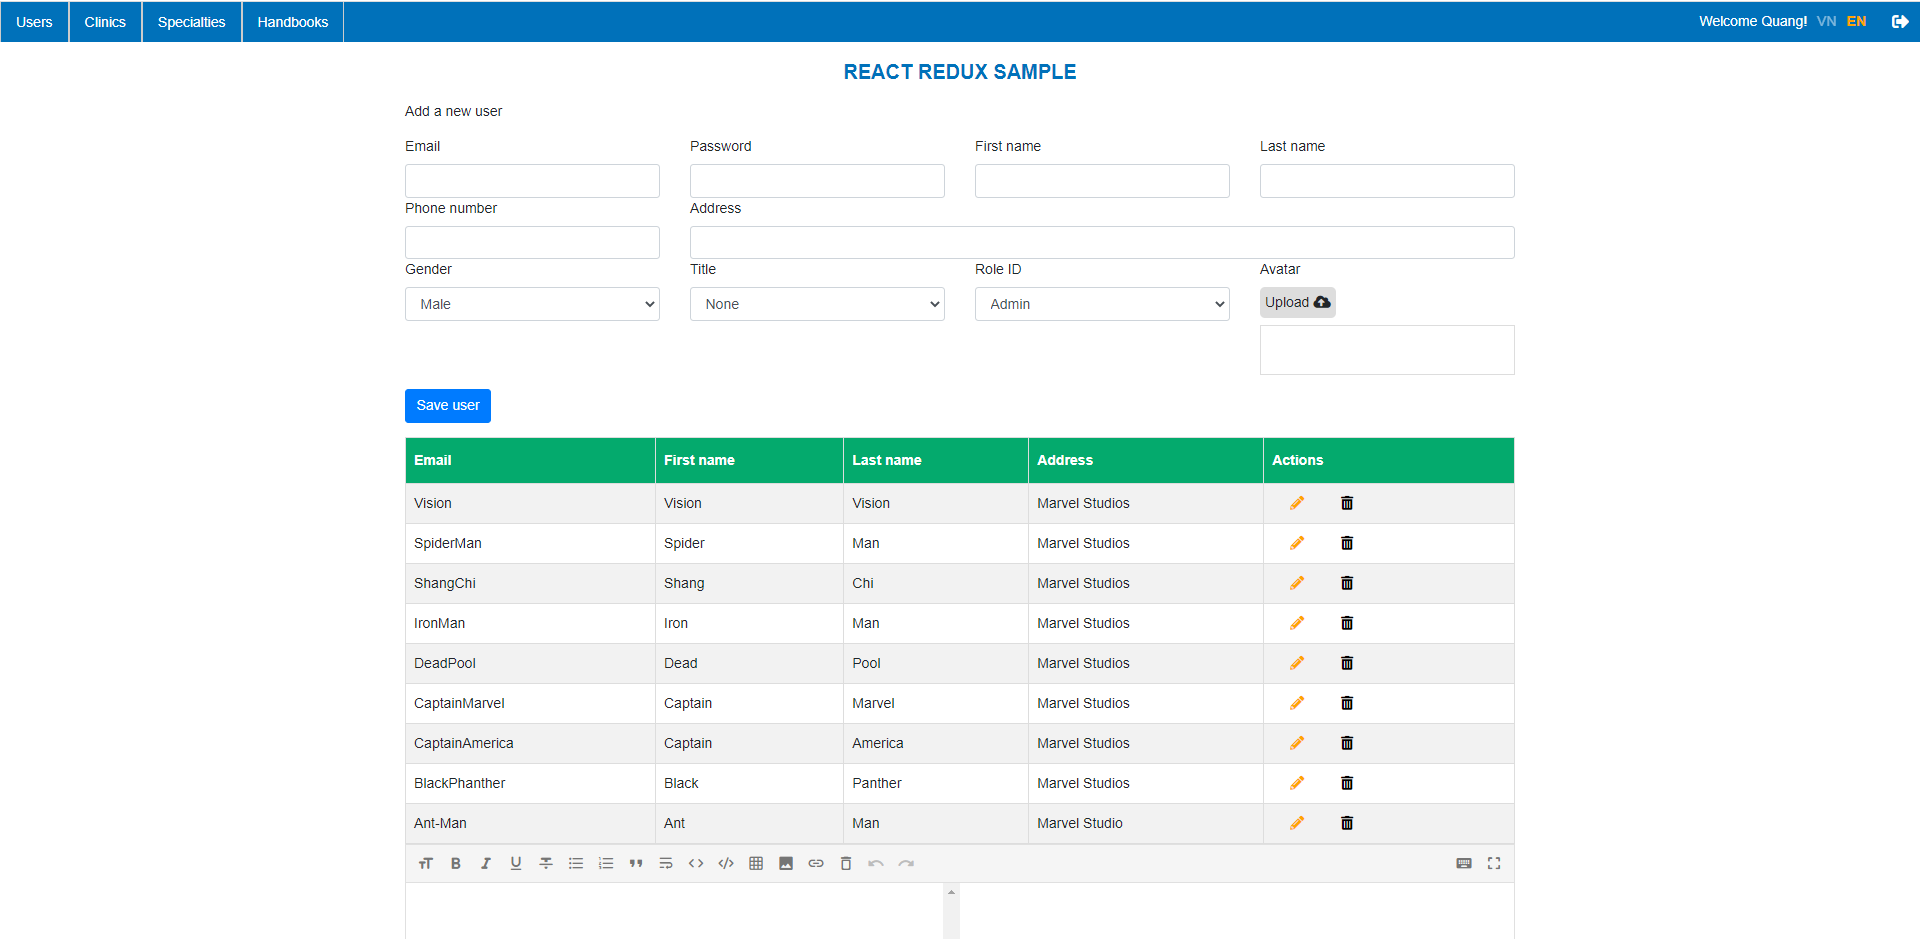 Users Clinics Specialties Handbooks Welcome Quang! VN EN
REACT REDUX SAMPLE
Add a new user
Email Password First name Last name
Phone number Address
Gender Title Role ID Avatar
Male None Admin Upload
Save user
Email First name Last name Address Actions
Vision Vision Vision Marvel Studios
SpiderMan Spider Man Marvel Studios
ShangChi Shang Chi Marvel Studios
IronMan Iron Man Marvel Studios
DeadPool Dead Pool Marvel Studios
CaptainMarvel Captain Marvel Marvel Studios
CaptainAmerica Captain America Marvel Studios
BlackPhanther Black Panther Marvel Studios
Ant-Man Ant Man Marvel Studio